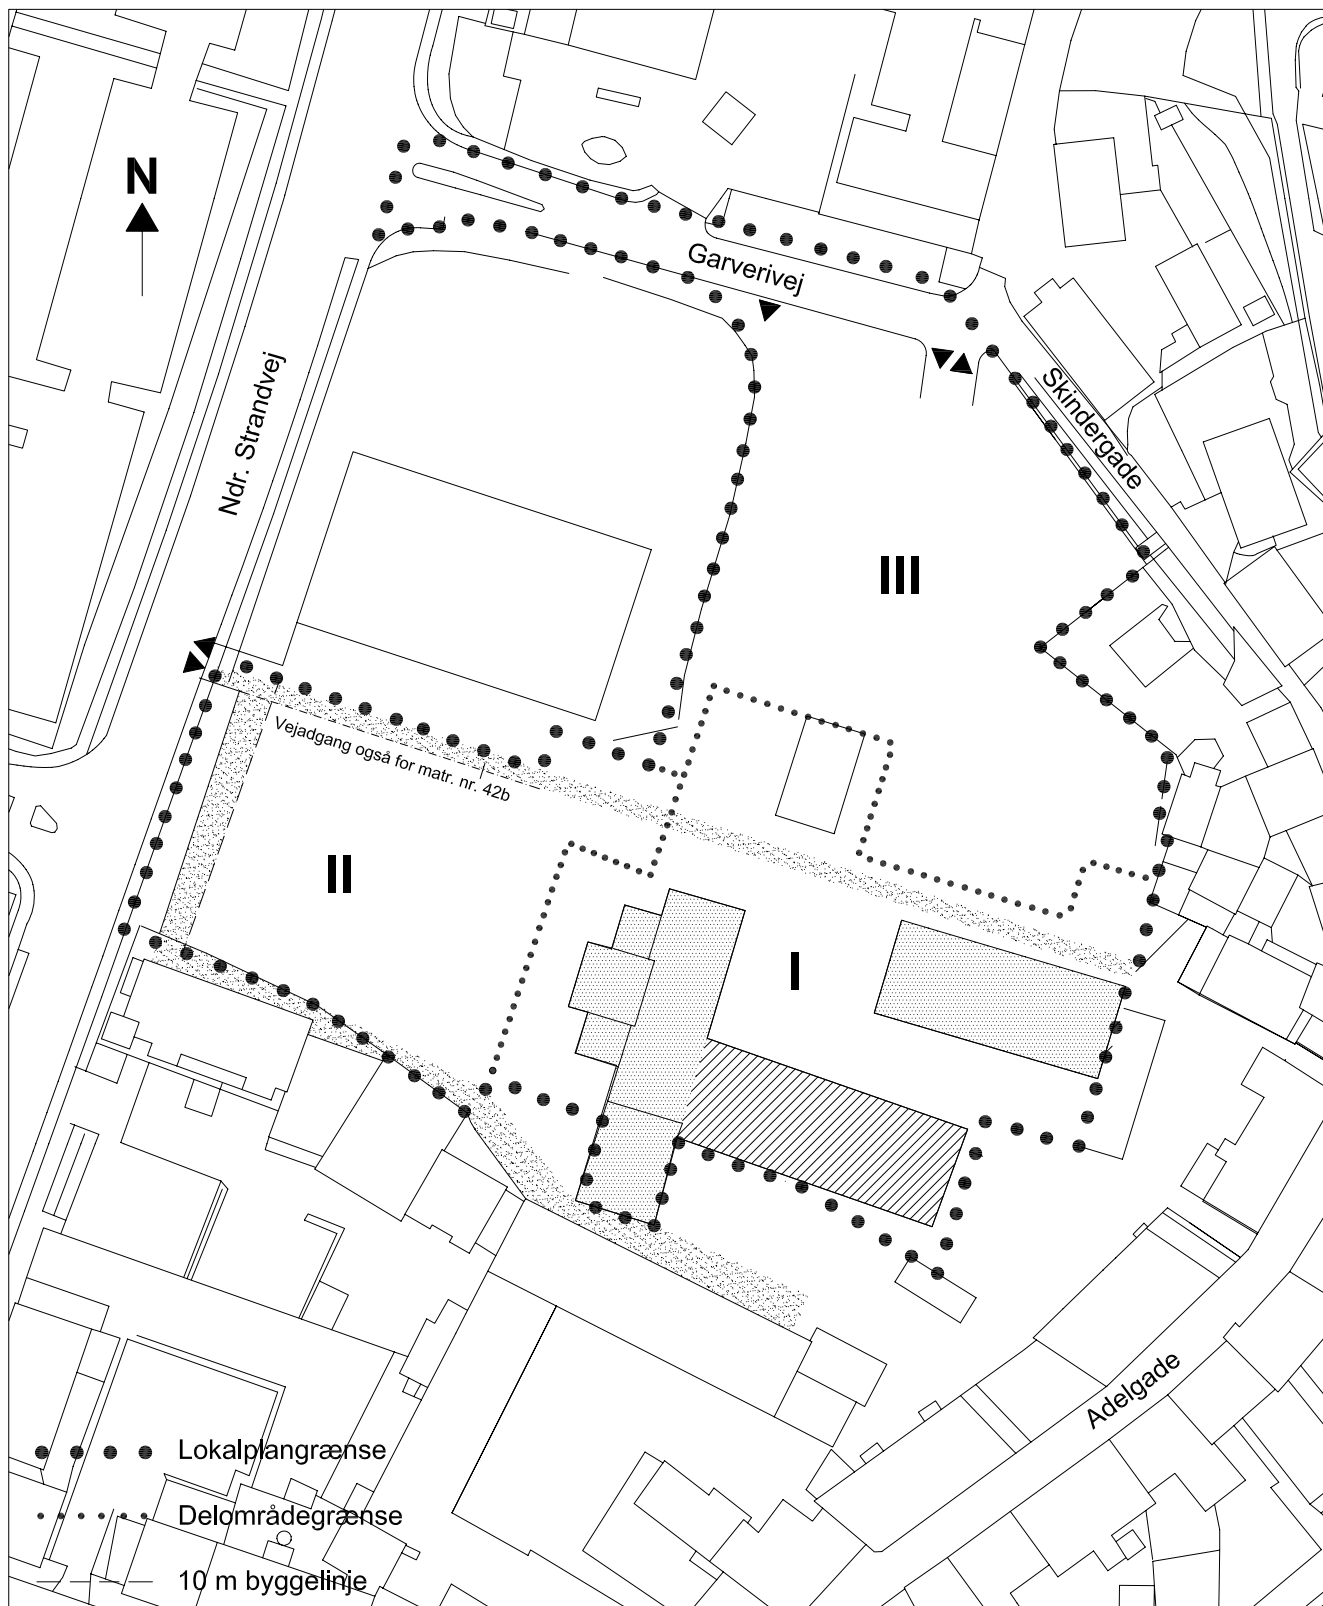 N
Garverivej
Ndr. Strandvej
Skindergade
III
Vejadgang også for matr. nr. 42b
II
I
Adelgade
Lokalplangrænse
Delområdegrænse
10 m byggelinje